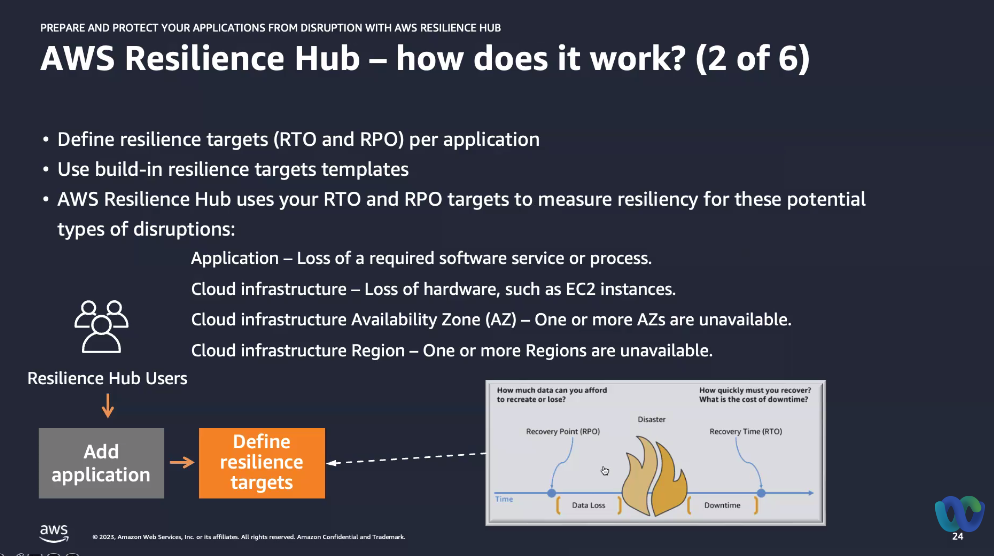 PREPARE AND PROTECT YOUR APPLICATIONS FROM DISRUPTION WITH AWS RESILIENCE HUB
AWS Resilience Hub – how does it work? (2 of 6)
• Define resilience targets (RTO and RPO) per application
• Use build-in resilience targets templates
• AWS Resilience Hub uses your RTO and RPO targets to measure resiliency for these potential
types of disruptions:
Application – Loss of a required software service or process.
Cloud infrastructure – Loss of hardware, such as EC2 instances.
Cloud infrastructure Availability Zone (AZ) – One or more AZs are unavailable.
Cloud infrastructure Region – One or more Regions are unavailable.
Resilience Hub Users
Add
application
Define
resilience
targets
How much data can you afford
to recreate or lose?
How quickly must you recover?
What is the cost of downtime?
Disaster
Recovery Point (RPO)
Recovery Time (RTO)
Time
Data Loss
Downtime
aws
© 2023, Amazon Web Services, Inc. or its affiliates. All rights reserved. Amazon Confidential and Trademark.
24